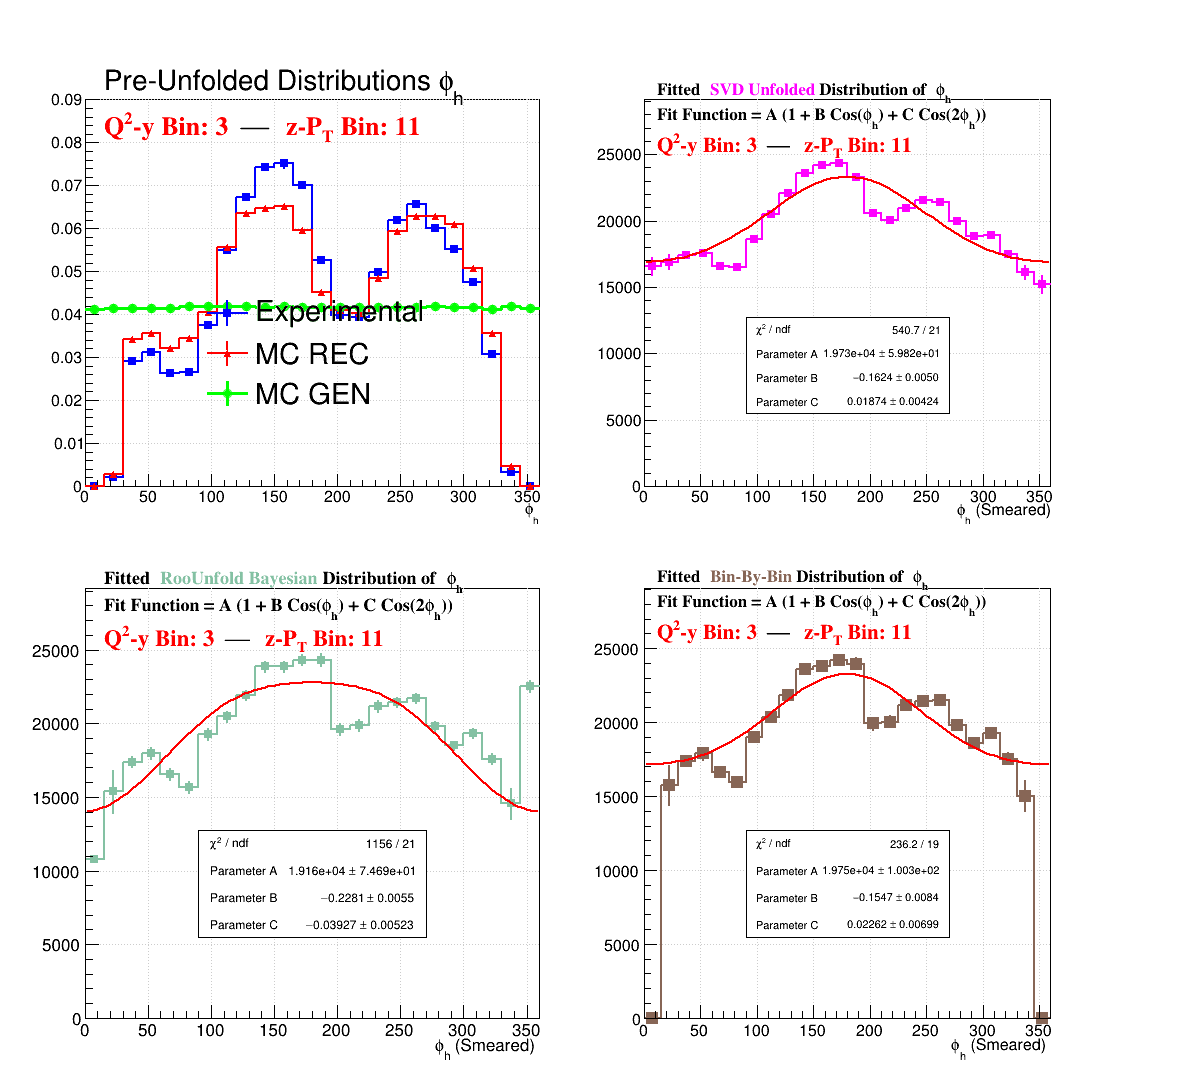 Pre-Unfolded Distributions ϕh
Q²-y Bin: 3 — z-PT Bin: 11
0.09
0.08
0.07
0.06
0.05
0.04
0.03
0.02
0.01
0
Experimental
MC REC
MC GEN
0 50 100 150 200 250 300 350
ϕh
Fitted SVD Unfolded Distribution of ϕh
Fit Function = A (1 + B Cos(ϕh) + C Cos(2ϕh))
Q²-y Bin: 3 — z-PT Bin: 11
25000
20000
15000
10000
5000
0
χ² / ndf 540.7 / 21
Parameter A 1.973e+04 ± 5.982e+01
Parameter B −0.1624 ± 0.0050
Parameter C 0.01874 ± 0.00424
0 50 100 150 200 250 300 350
ϕh (Smeared)
Fitted RooUnfold Bayesian Distribution of ϕh
Fit Function = A (1 + B Cos(ϕh) + C Cos(2ϕh))
Q²-y Bin: 3 — z-PT Bin: 11
25000
20000
15000
10000
5000
0
χ² / ndf 1156 / 21
Parameter A 1.916e+04 ± 7.469e+01
Parameter B −0.2281 ± 0.0055
Parameter C −0.03927 ± 0.00523
0 50 100 150 200 250 300 350
ϕh (Smeared)
Fitted Bin-By-Bin Distribution of ϕh
Fit Function = A (1 + B Cos(ϕh) + C Cos(2ϕh))
Q²-y Bin: 3 — z-PT Bin: 11
25000
20000
15000
10000
5000
0
χ² / ndf 236.2 / 19
Parameter A 1.975e+04 ± 1.003e+02
Parameter B −0.1547 ± 0.0084
Parameter C 0.02262 ± 0.00699
0 50 100 150 200 250 300 350
ϕh (Smeared)